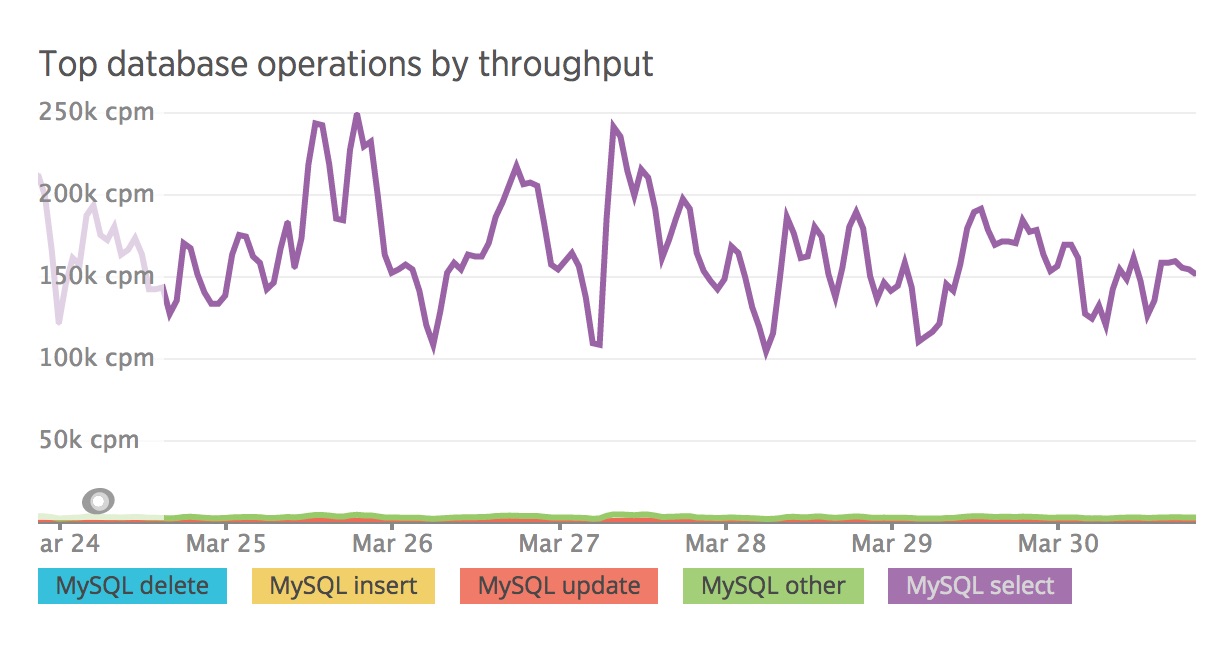 Top database operations by throughput
250k cpm
200k cpm
150k cpm
100k cpm
50k cpm
ar 24 Mar 25 Mar 26 Mar 27 Mar 28 Mar 29 Mar 30
MySQL delete MySQL insert MySQL update MySQL other MySQL select